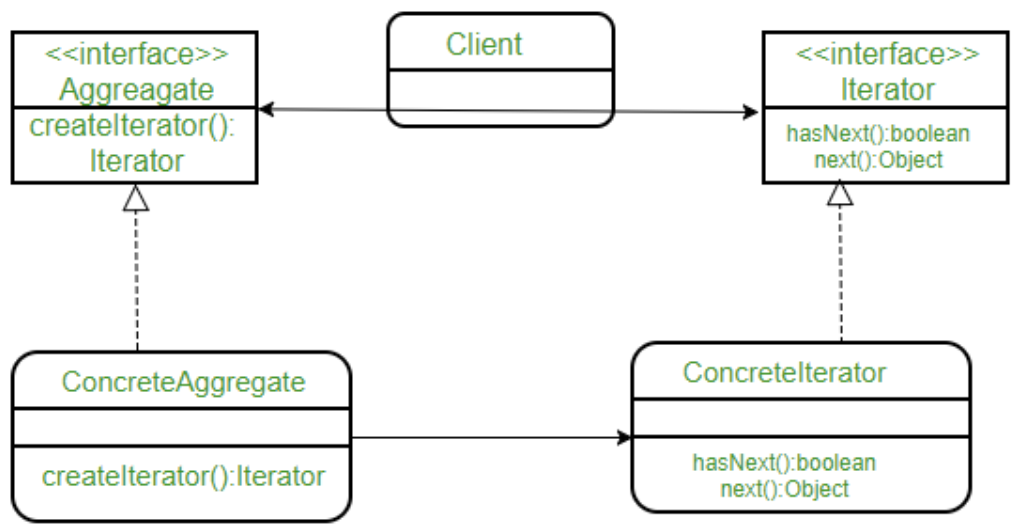 <<interface>>
Aggreagate
createIterator():
Iterator
Client
<<interface>>
Iterator
hasNext():boolean
next():Object
ConcreteAggregate
createIterator():Iterator
ConcreteIterator
hasNext():boolean
next():Object